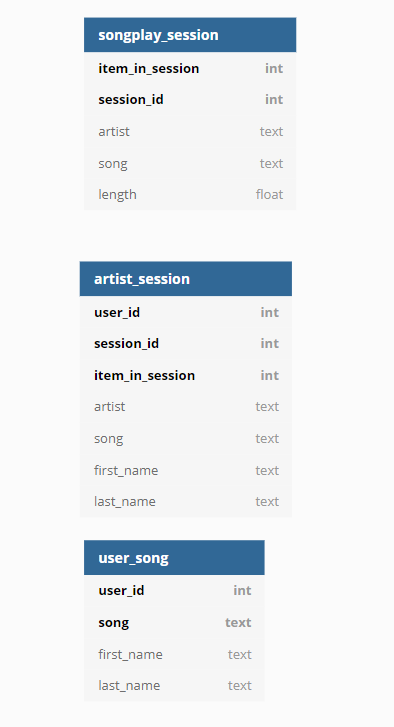 songplay_session
item_in_session int
session_id int
artist text
song text
length float
artist_session
user_id int
session_id int
item_in_session int
artist text
song text
first_name text
last_name text
user_song
user_id int
song text
first_name text
last_name text